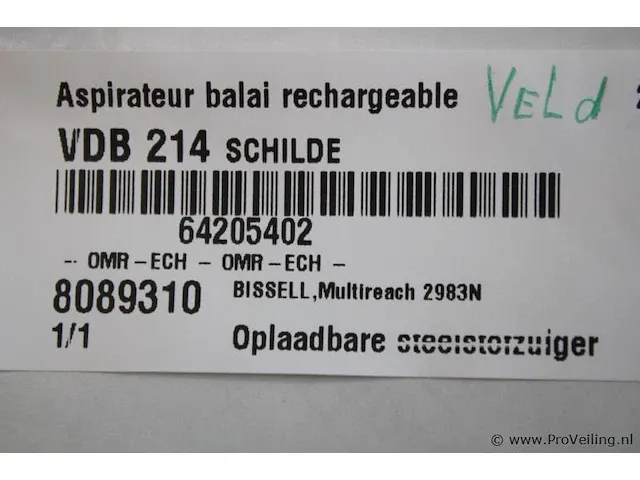 Aspirateur balai rechargeable VELd
VDB 214 SCHILDE
64205402
-- OMR - ECH - OMR - ECH -
8089310 BISSELL,Multireach 2983N
1/1 Oplaadbare steelstofzuiger
© www.ProVeiling.nl